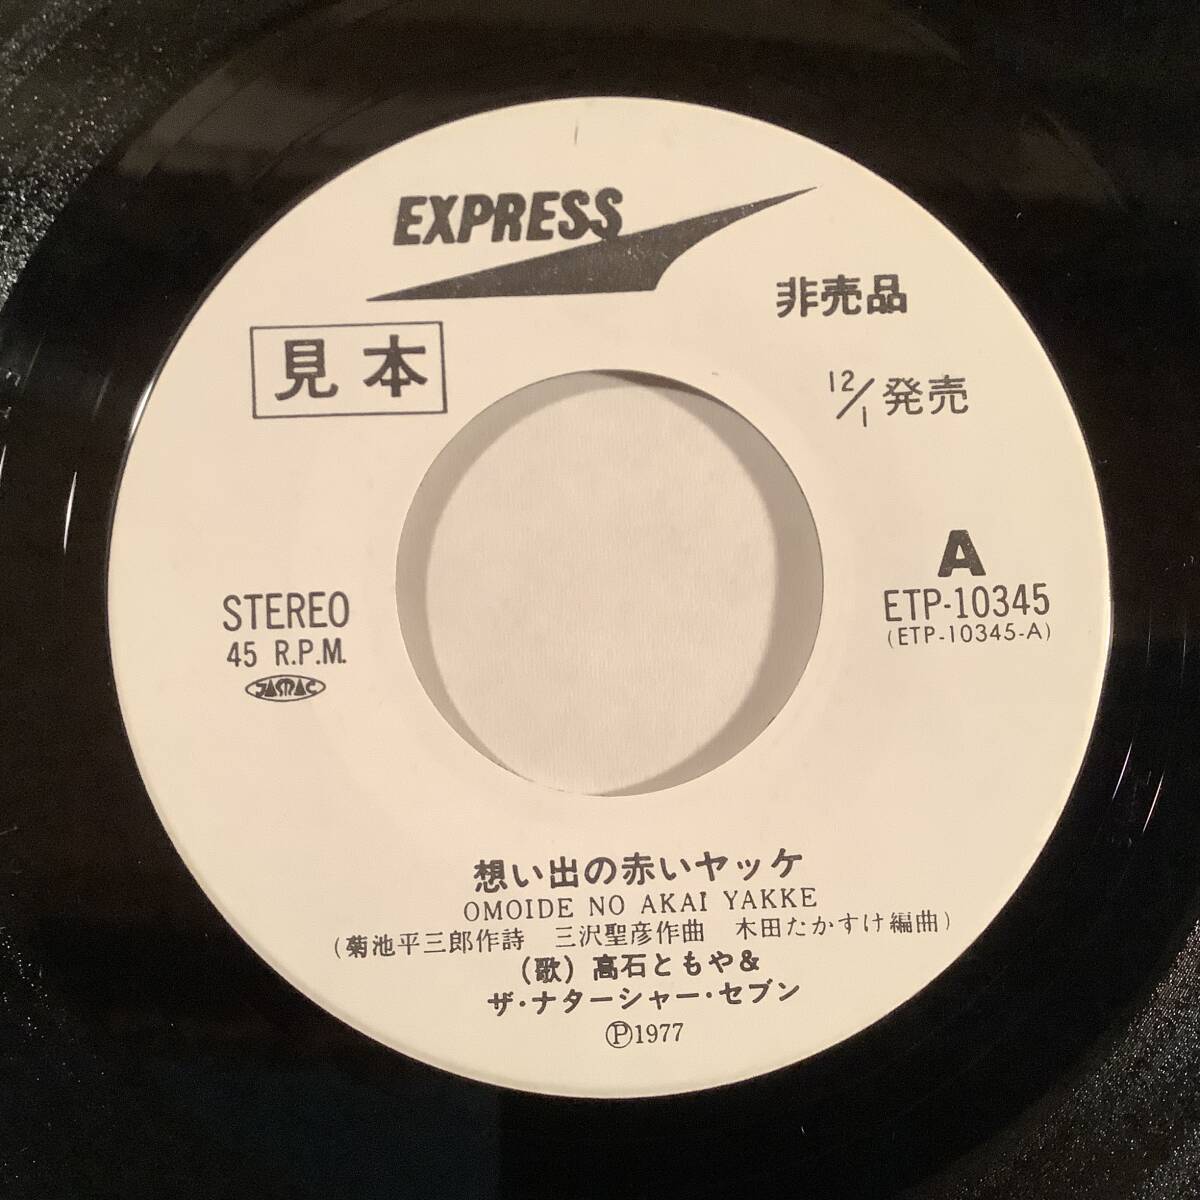 EXPRESS
見本
非売品
12/1 発売
A
ETP-10345
(ETP-10345-A)
STEREO
45 R.P.M.
JASRAC
想い出の赤いヤッケ
OMOIDE NO AKAI YAKKE
(菊池平三郎作詩 三沢聖彦作曲 木田たかすけ編曲)
(歌) 高石ともや&
ザ・ナターシャー・セブン
Ⓟ1977